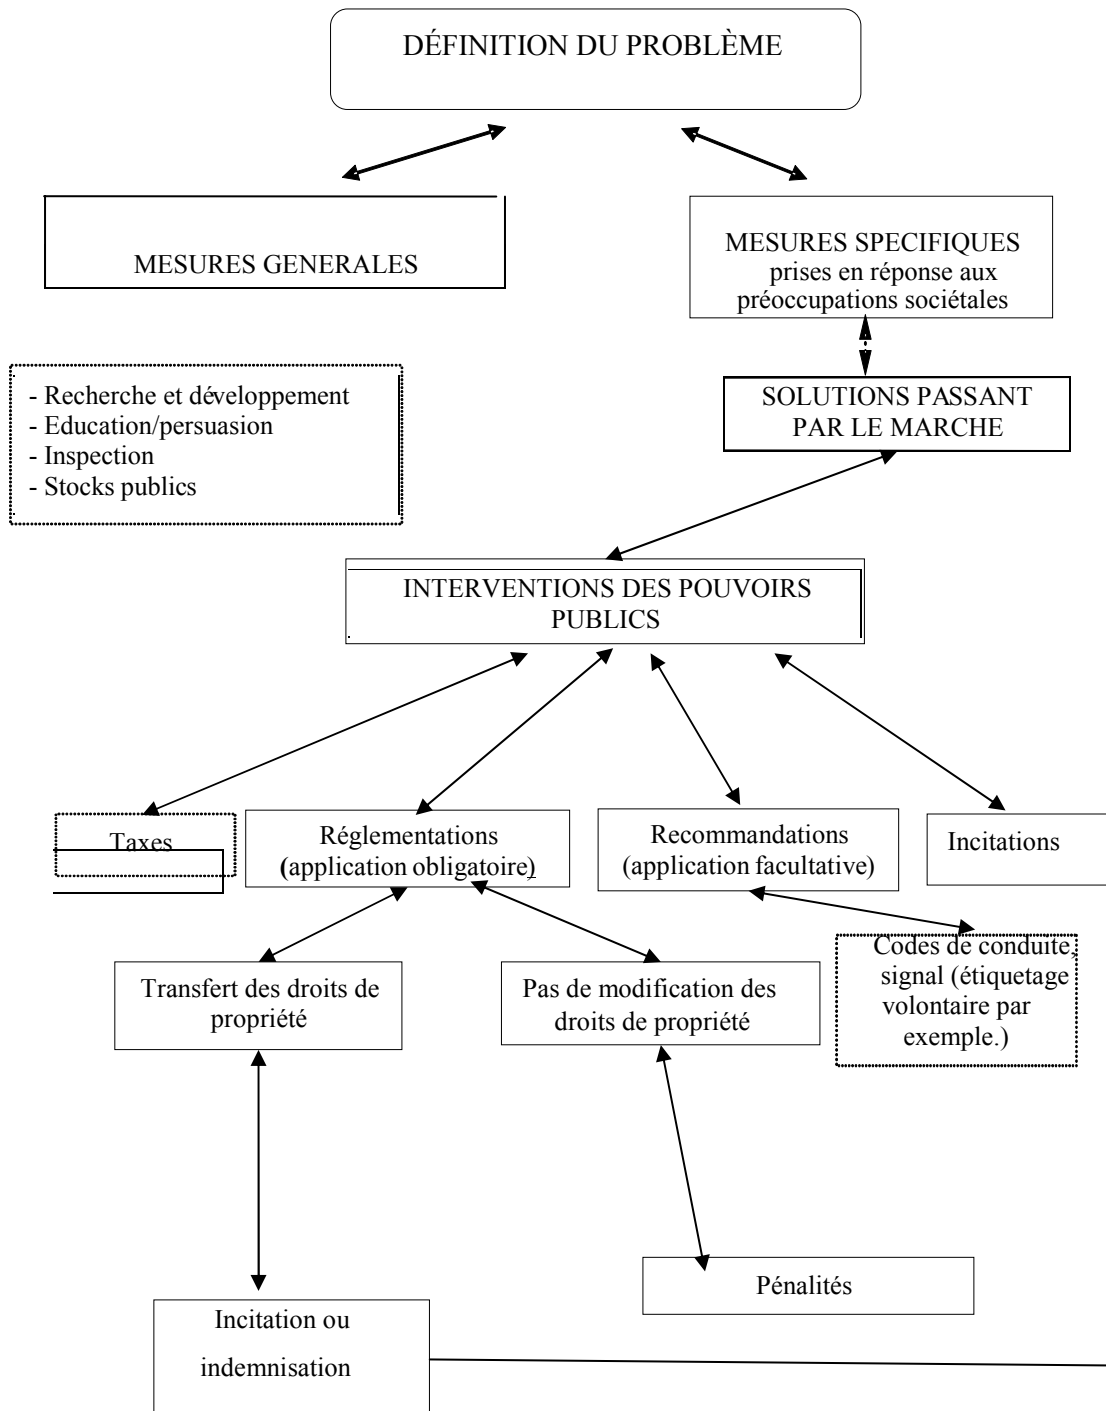 DÉFINITION DU PROBLÈME
MESURES GENERALES
MESURES SPECIFIQUES
prises en réponse aux
préoccupations sociétales
- Recherche et développement
- Education/persuasion
- Inspection
- Stocks publics
SOLUTIONS PASSANT
PAR LE MARCHE
INTERVENTIONS DES POUVOIRS
PUBLICS
Taxes
Réglementations
(application obligatoire)
Recommandations
(application facultative)
Incitations
Transfert des droits de
propriété
Pas de modification des
droits de propriété
Codes de conduite,
signal (étiquetage
volontaire par
exemple.)
Pénalités
Incitation ou
indemnisation